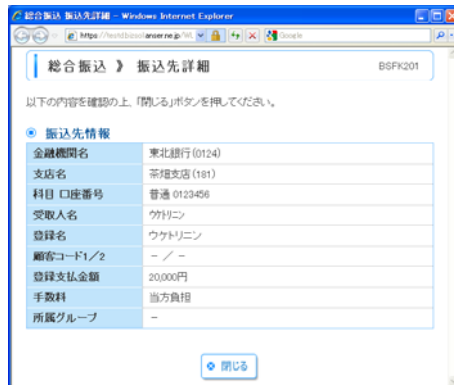 総合振込 振込先詳細 - Windows Internet Explorer
Google
総合振込 》 振込先詳細
BSFK201
以下の内容を確認の上、「閉じる」ボタンを押してください。
振込先情報
金融機関名 東北銀行(0124)
支店名 茶畑支店(181)
科目 口座番号 普通 0123456
受取人名 ウケトリニン
登録名 ウケトリニン
顧客コード1/2 - / -
登録支払金額 20,000円
手数料 当方負担
所属グループ -
閉じる